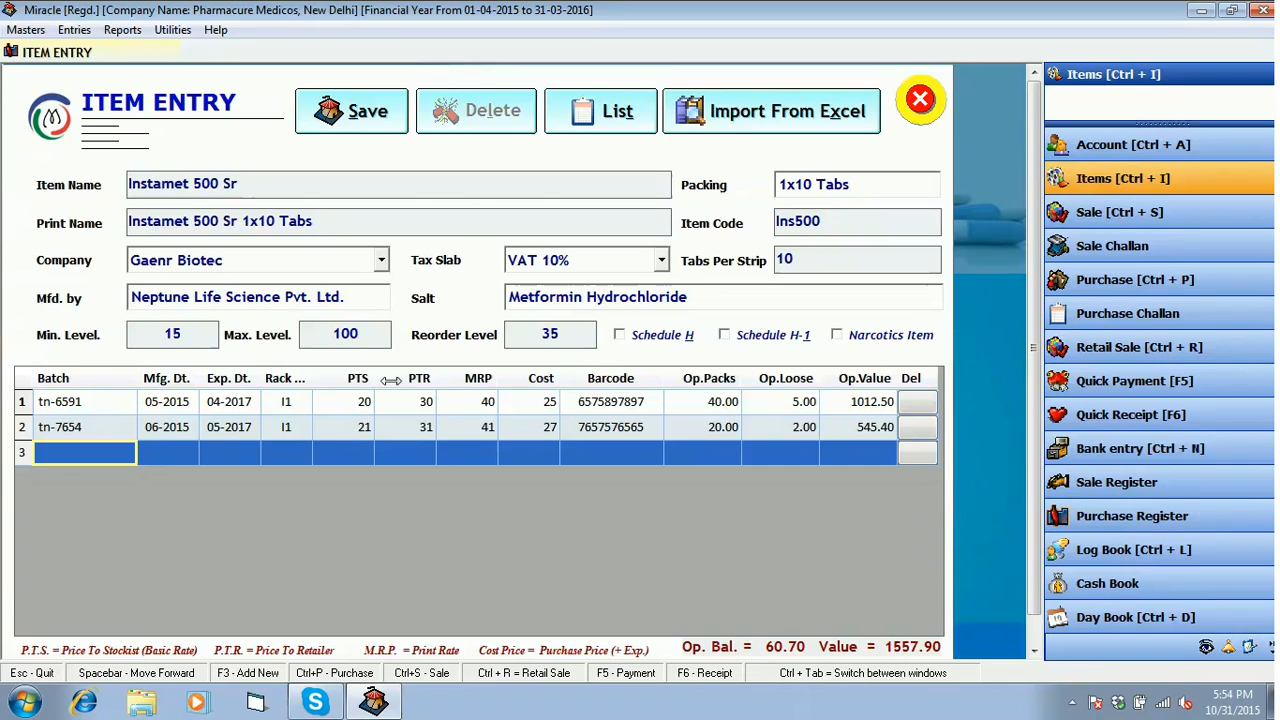 Miracle [Regd.] [Company Name: Pharmacure Medicos, New Delhi] [Financial Year From 01-04-2015 to 31-03-2016]
Masters Entries Reports Utilities Help
ITEM ENTRY
ITEM ENTRY
Save Delete List Import From Excel
Item Name Instamet 500 Sr Packing 1x10 Tabs
Print Name Instamet 500 Sr 1x10 Tabs Item Code Ins500
Company Gaenr Biotec Tax Slab VAT 10% Tabs Per Strip 10
Mfd. by Neptune Life Science Pvt. Ltd. Salt Metformin Hydrochloride
Min. Level. 15 Max. Level. 100 Reorder Level 35 Schedule H Schedule H-1 Narcotics Item
Batch Mfg. Dt. Exp. Dt. Rack ... PTS PTR MRP Cost Barcode Op.Packs Op.Loose Op.Value Del
1 tn-6591 05-2015 04-2017 I1 20 30 40 25 6575897897 40.00 5.00 1012.50
2 tn-7654 06-2015 05-2017 I1 21 31 41 27 7657576565 20.00 2.00 545.40
3
P.T.S. = Price To Stockist (Basic Rate) P.T.R. = Price To Retailer M.R.P. = Print Rate Cost Price = Purchase Price (+ Exp.) Op. Bal. = 60.70 Value = 1557.90
Esc - Quit Spacebar - Move Forward F3 - Add New Ctrl+P - Purchase Ctrl+S - Sale Ctrl + R = Retail Sale F5 - Payment F6 - Receipt Ctrl + Tab = Switch between windows
Items [Ctrl + I]
Account [Ctrl + A]
Items [Ctrl + I]
Sale [Ctrl + S]
Sale Challan
Purchase [Ctrl + P]
Purchase Challan
Retail Sale [Ctrl + R]
Quick Payment [F5]
Quick Receipt [F6]
Bank entry [Ctrl + N]
Sale Register
Purchase Register
Log Book [Ctrl + L]
Cash Book
Day Book [Ctrl + D]
5:54 PM
10/31/2015